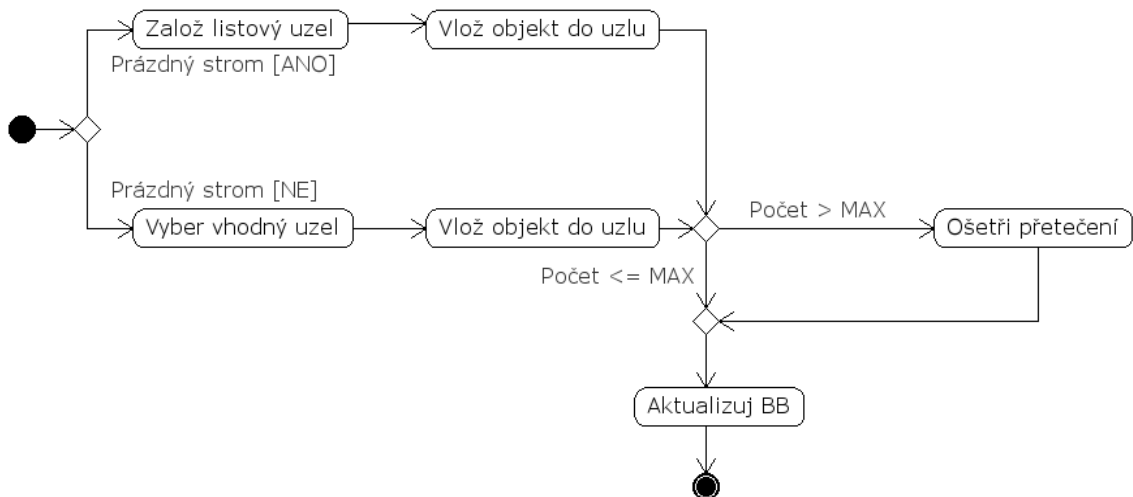 Založ listový uzel
Vlož objekt do uzlu
Prázdný strom [ANO]
Prázdný strom [NE]
Vyber vhodný uzel
Vlož objekt do uzlu
Počet > MAX
Ošetři přetečení
Počet <= MAX
Aktualizuj BB